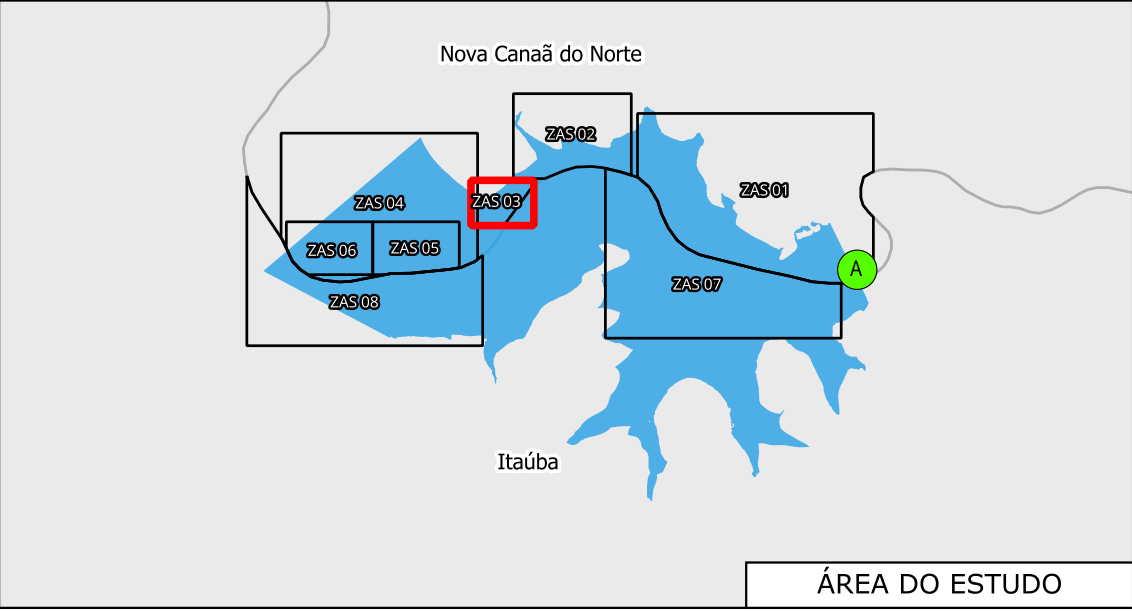 Nova Canaã do Norte
ZAS 02
ZAS 01
ZAS 04
ZAS 03
ZAS 06
ZAS 05
A
ZAS 07
ZAS 08
Itaúba
ÁREA DO ESTUDO